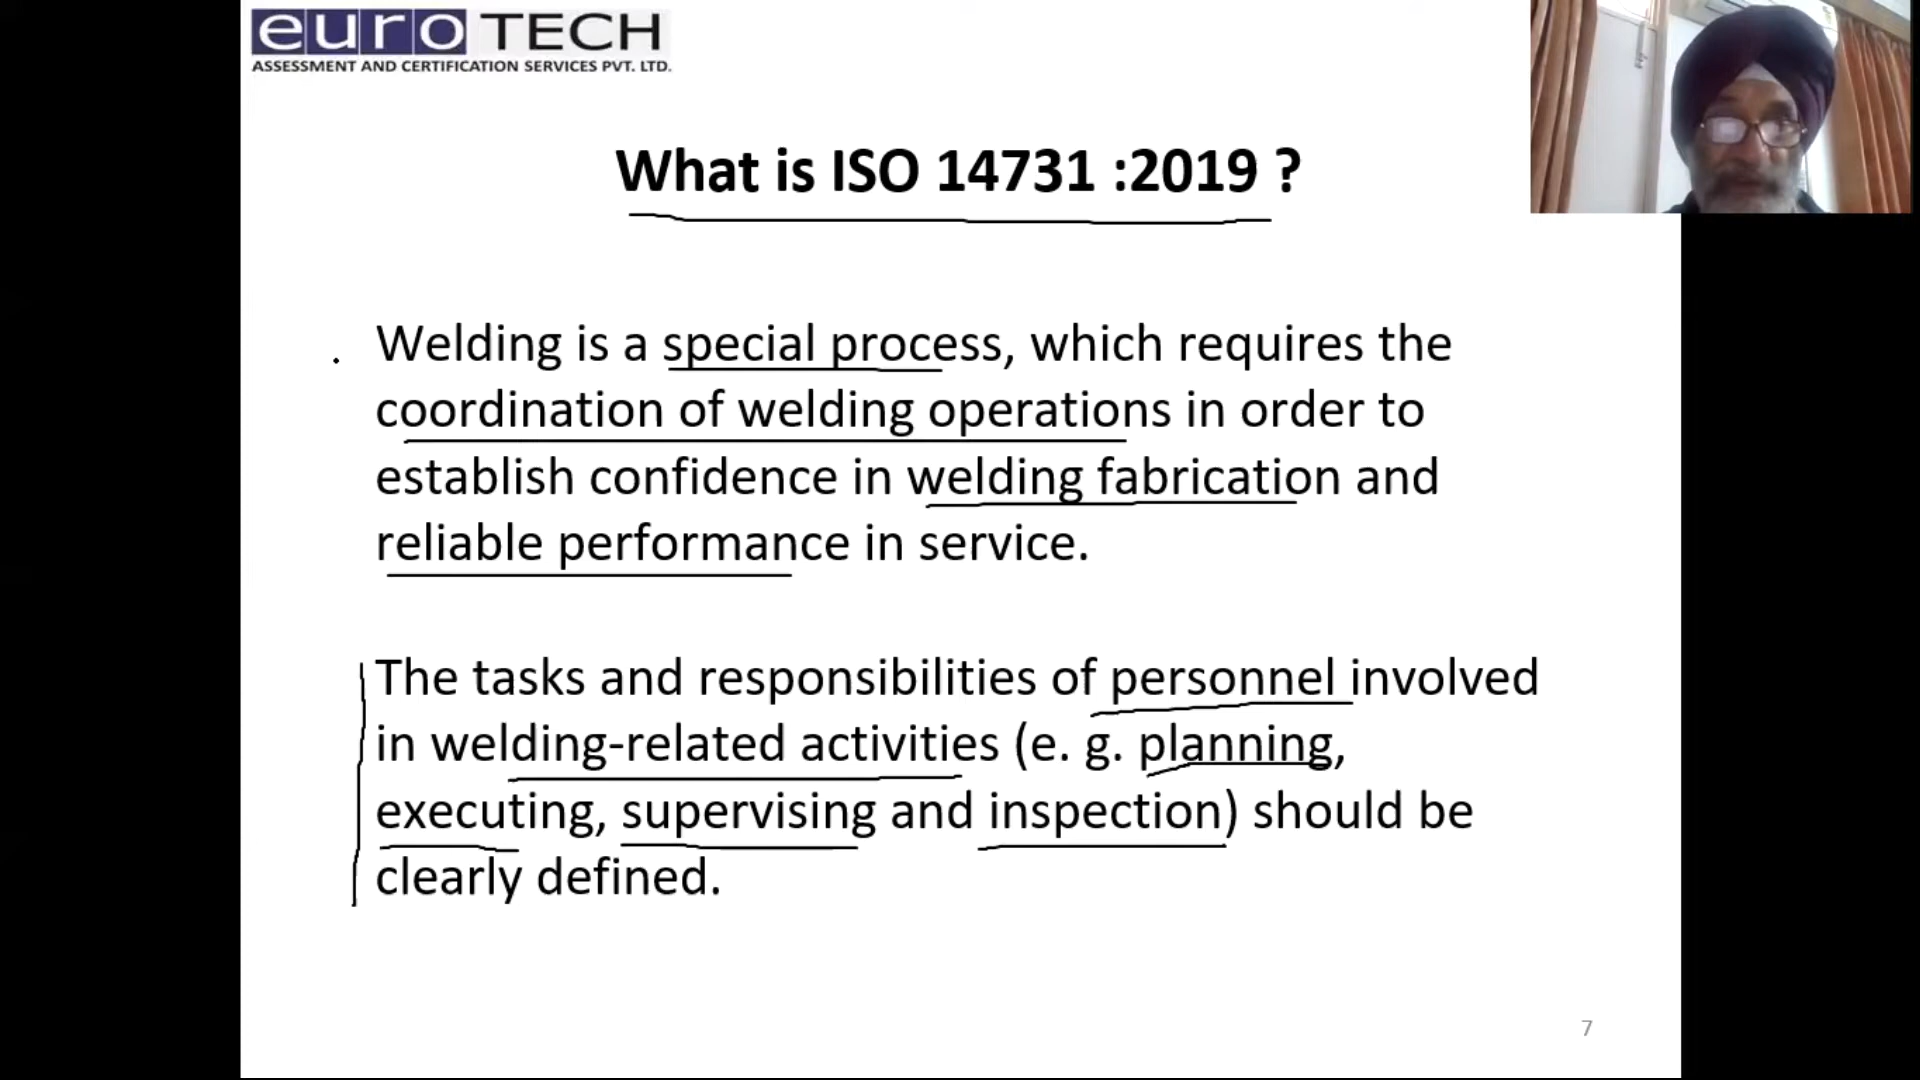 euro TECH
ASSESSMENT AND CERTIFICATION SERVICES PVT. LTD.
What is ISO 14731 :2019 ?
Welding is a special process, which requires the
coordination of welding operations in order to
establish confidence in welding fabrication and
reliable performance in service.
The tasks and responsibilities of personnel involved
in welding-related activities (e. g. planning,
executing, supervising and inspection) should be
clearly defined.
7